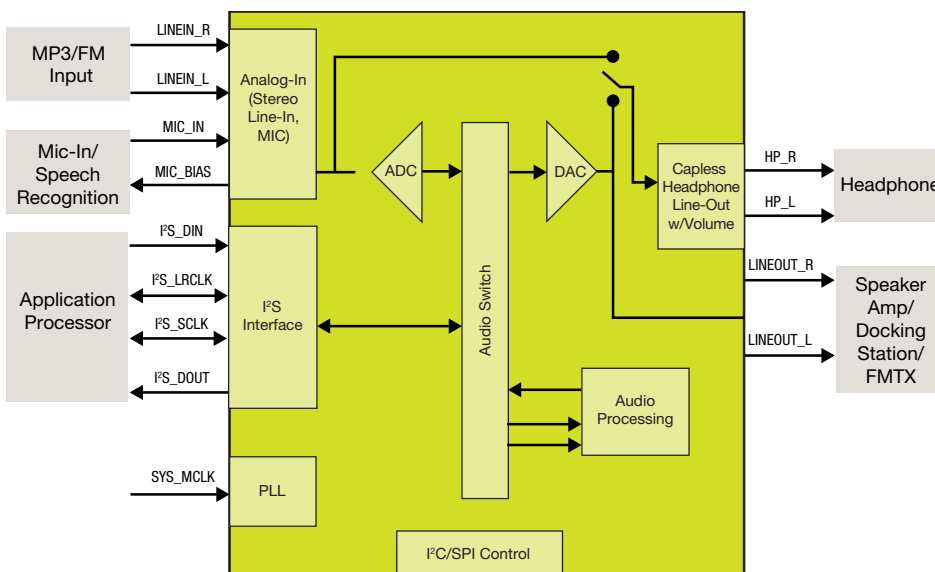 MP3/FM
Input
LINEIN_R
LINEIN_L
Analog-In
(Stereo
Line-In,
MIC)
Mic-In/
Speech
Recognition
MIC_IN
MIC_BIAS
ADC
DAC
Capless
Headphone
Line-Out
w/Volume
HP_R
HP_L
Headphone
Application
Processor
I²S_DIN
I²S_LRCLK
I²S_SCLK
I²S_DOUT
I²S
Interface
Audio Switch
LINEOUT_R
LINEOUT_L
Speaker
Amp/
Docking
Station/
FMTX
Audio
Processing
SYS_MCLK
PLL
I²C/SPI Control